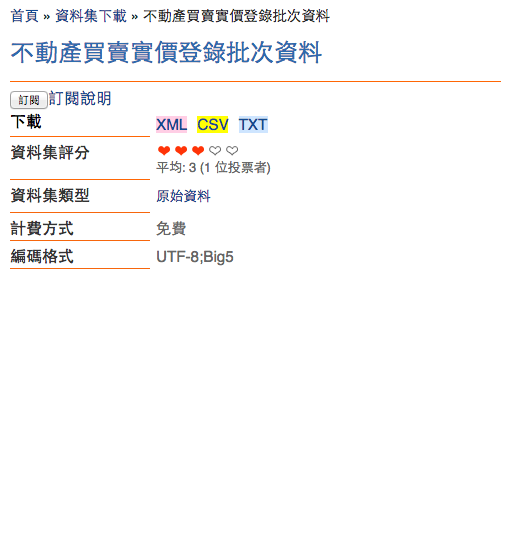 首頁 » 資料集下載 » 不動產買賣實價登錄批次資料
不動產買賣實價登錄批次資料
訂閱 訂閱說明
下載 XML CSV TXT
資料集評分
平均: 3 (1 位投票者)
資料集類型 原始資料
計費方式 免費
編碼格式 UTF-8;Big5